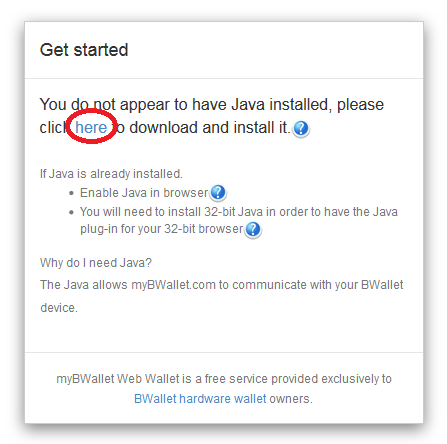 Get started
You do not appear to have Java installed, please
click here to download and install it. ?
If Java is already installed.
• Enable Java in browser ?
• You will need to install 32-bit Java in order to have the Java
plug-in for your 32-bit browser ?
Why do I need Java?
The Java allows myBWallet.com to communicate with your BWallet
device.
myBWallet Web Wallet is a free service provided exclusively to
BWallet hardware wallet owners.